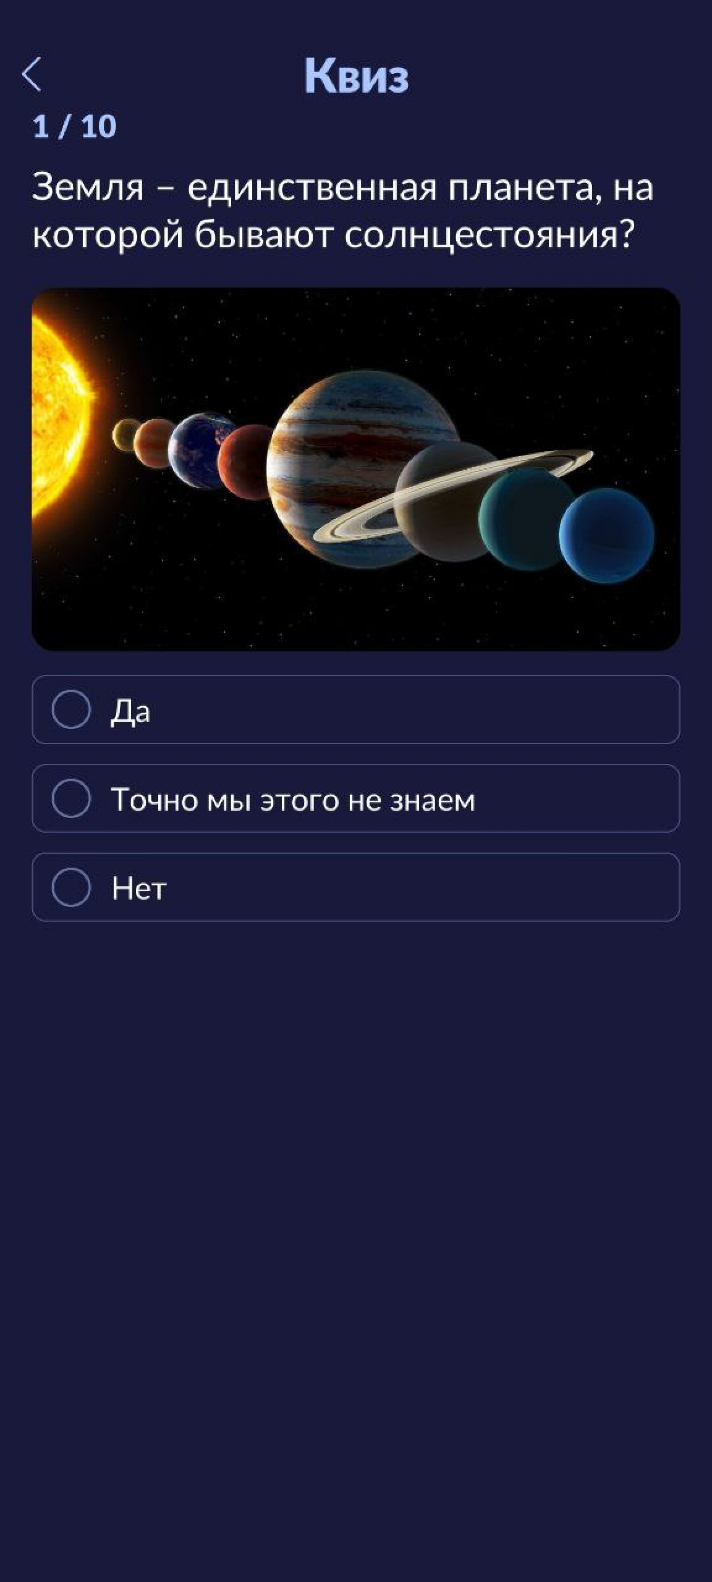 Квиз
1 / 10
Земля – единственная планета, на
которой бывают солнцестояния?
Да
Точно мы этого не знаем
Нет